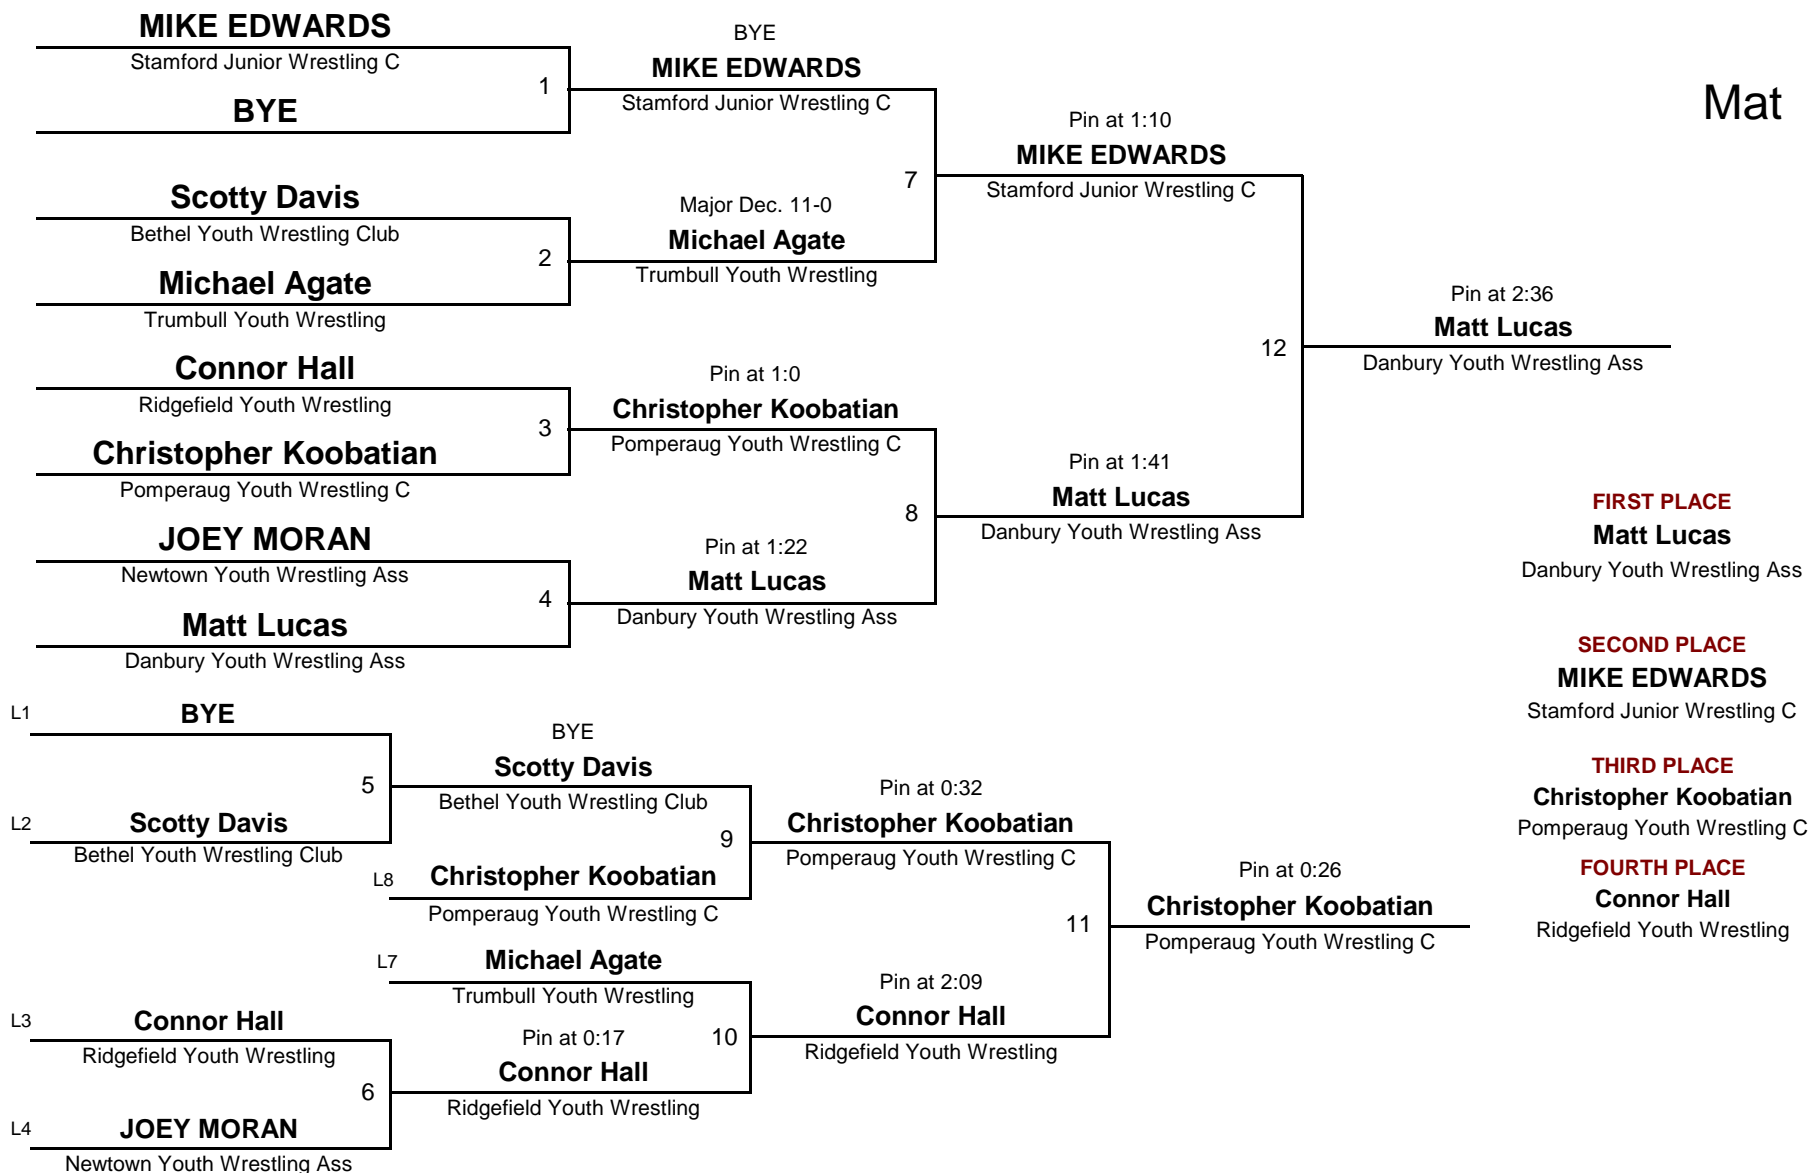 MIKE EDWARDS
Stamford Junior Wrestling C
1
BYE
BYE
MIKE EDWARDS
Stamford Junior Wrestling C
Mat
Scotty Davis
Bethel Youth Wrestling Club
2
Michael Agate
Trumbull Youth Wrestling
Major Dec. 11-0
Michael Agate
Trumbull Youth Wrestling
7
Pin at 1:10
MIKE EDWARDS
Stamford Junior Wrestling C
Connor Hall
Ridgefield Youth Wrestling
3
Christopher Koobatian
Pomperaug Youth Wrestling C
Pin at 1:0
Christopher Koobatian
Pomperaug Youth Wrestling C
JOEY MORAN
Newtown Youth Wrestling Ass
4
Matt Lucas
Danbury Youth Wrestling Ass
Pin at 1:22
Matt Lucas
Danbury Youth Wrestling Ass
8
Pin at 1:41
Matt Lucas
Danbury Youth Wrestling Ass
12
Pin at 2:36
Matt Lucas
Danbury Youth Wrestling Ass
FIRST PLACE
Matt Lucas
Danbury Youth Wrestling Ass
SECOND PLACE
MIKE EDWARDS
Stamford Junior Wrestling C
THIRD PLACE
Christopher Koobatian
Pomperaug Youth Wrestling C
FOURTH PLACE
Connor Hall
Ridgefield Youth Wrestling
L1
BYE
5
L2
Scotty Davis
Bethel Youth Wrestling Club
BYE
Scotty Davis
Bethel Youth Wrestling Club
9
L8
Christopher Koobatian
Pomperaug Youth Wrestling C
Pin at 0:32
Christopher Koobatian
Pomperaug Youth Wrestling C
L7
Michael Agate
Trumbull Youth Wrestling
L3
Connor Hall
Ridgefield Youth Wrestling
6
L4
JOEY MORAN
Newtown Youth Wrestling Ass
Pin at 0:17
Connor Hall
Ridgefield Youth Wrestling
10
Pin at 2:09
Connor Hall
Ridgefield Youth Wrestling
11
Pin at 0:26
Christopher Koobatian
Pomperaug Youth Wrestling C